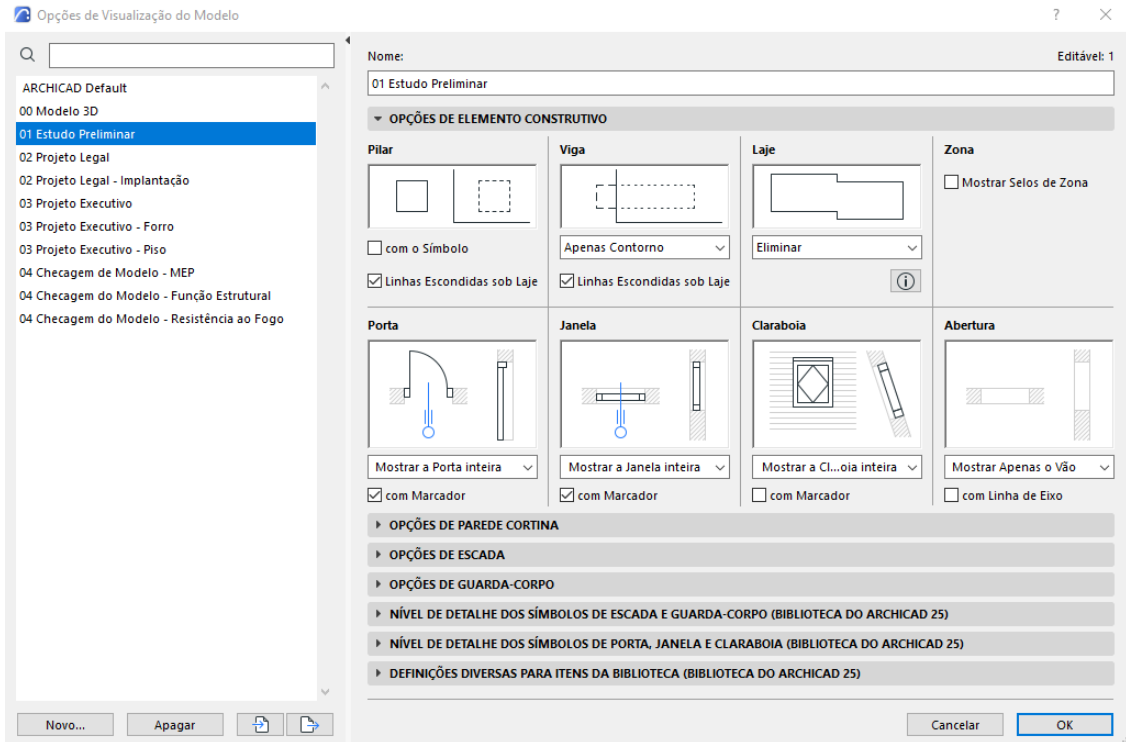 Opções de Visualização do Modelo
?
ARCHICAD Default
00 Modelo 3D
01 Estudo Preliminar
02 Projeto Legal
02 Projeto Legal - Implantação
03 Projeto Executivo
03 Projeto Executivo - Forro
03 Projeto Executivo - Piso
04 Checagem de Modelo - MEP
04 Checagem do Modelo - Função Estrutural
04 Checagem do Modelo - Resistência ao Fogo
Novo...
Apagar
Nome:
Editável: 1
01 Estudo Preliminar
OPÇÕES DE ELEMENTO CONSTRUTIVO
Pilar
com o Símbolo
Linhas Escondidas sob Laje
Viga
Apenas Contorno
Linhas Escondidas sob Laje
Laje
Eliminar
Zona
Mostrar Selos de Zona
Porta
Mostrar a Porta inteira
com Marcador
Janela
Mostrar a Janela inteira
com Marcador
Claraboia
Mostrar a Cl...oia inteira
com Marcador
Abertura
Mostrar Apenas o Vão
com Linha de Eixo
OPÇÕES DE PAREDE CORTINA
OPÇÕES DE ESCADA
OPÇÕES DE GUARDA-CORPO
NÍVEL DE DETALHE DOS SÍMBOLOS DE ESCADA E GUARDA-CORPO (BIBLIOTECA DO ARCHICAD 25)
NÍVEL DE DETALHE DOS SÍMBOLOS DE PORTA, JANELA E CLARABOIA (BIBLIOTECA DO ARCHICAD 25)
DEFINIÇÕES DIVERSAS PARA ITENS DA BIBLIOTECA (BIBLIOTECA DO ARCHICAD 25)
Cancelar
OK